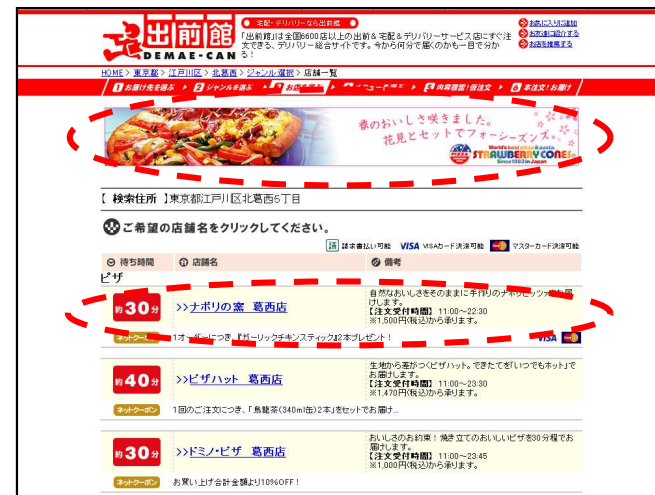 出前館
DEMAE-CAN
宅配・デリバリーなら出前館
「出前館」は全国6600店以上の出前&宅配&デリバリーサービス店にすぐ注
文できる、デリバリー総合サイトです。今から何分で届くのかも一目で分か
る!
お気に入りに追加
お友達に紹介する
お店を推薦する
HOME > 東京都 > 江戸川区 > 北葛西 > ジャンル選択 > 店舗一覧
1 お届け先を選ぶ
2 ジャンルを選ぶ
4 内容確認!仮注文
6 本注文!お届け
春のおいしさ咲きました。
花見とセットでフォーシーズンズ。
World's best pizza & pasta.
STRAWBERRY CONES
Since 1983 in Japan
【 検索住所 】東京都江戸川区北葛西5丁目
ご希望の店舗名をクリックしてください。
請 請求書払い可能 VISA VISAカード決済可能 マスターカード決済可能
待ち時間 店舗名 備考
ピザ
約30分
>>ナポリの窯 葛西店
自然なおいしさをそのままに手作りの
けします。
【注文受付時間】 11:00~22:30
※1,500円(税込)から承ります。
ネットクーポン
1オーダーにつき、『ガーリックチキンスティック』2本プレゼント!
VISA
約40分
>>ピザハット 葛西店
生地から差がつくピザハット。できたてを「いつでもホット」で
お届けします。
【注文受付時間】 11:00~23:30
※1,470円(税込)から承ります。
ネットクーポン
1回のご注文につき、「烏龍茶(340ml缶)2本」をセットでお届け...
約30分
>>ドミノ・ピザ 葛西店
おいしさのお約束!焼き立てのおいしいピザを30分程でお
届けします。
【注文受付時間】 11:00~23:45
※1,000円(税込)から承ります。
ネットクーポン
お買い上げ合計金額より10%OFF!